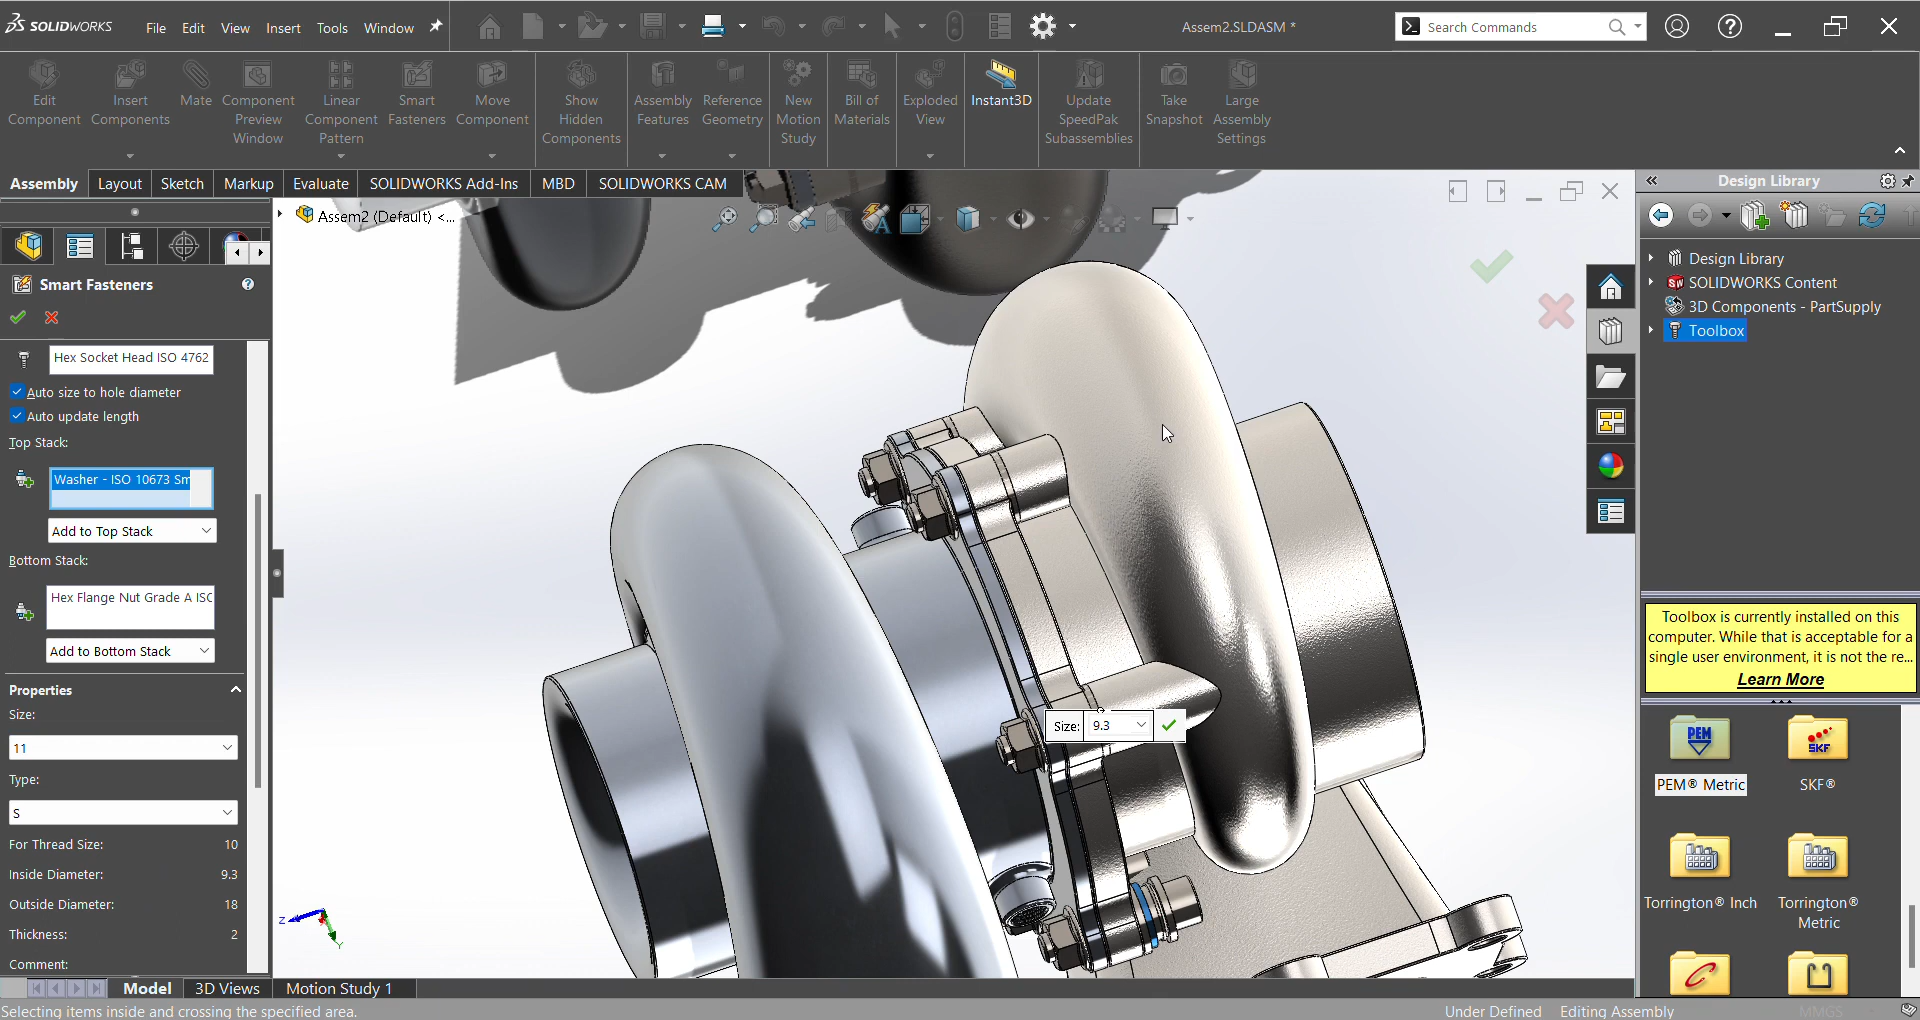 SOLIDWORKS File Edit View Insert Tools Window
Assem2.SLDASM *
Search Commands
Edit Component
Insert Components
Mate
Component Preview Window
Linear Component Pattern
Smart Fasteners
Move Component
Show Hidden Components
Assembly Features
Reference Geometry
New Motion Study
Bill of Materials
Exploded View
Instant3D
Update SpeedPak Subassemblies
Take Snapshot
Large Assembly Settings
Assembly Layout Sketch Markup Evaluate SOLIDWORKS Add-Ins MBD SOLIDWORKS CAM
Assem2 (Default) <...
Smart Fasteners
Hex Socket Head ISO 4762
Auto size to hole diameter
Auto update length
Top Stack:
Washer - ISO 10673 Sm
Add to Top Stack
Bottom Stack:
Hex Flange Nut Grade A ISO
Add to Bottom Stack
Properties
Size:
11
Type:
S
For Thread Size: 10
Inside Diameter: 9.3
Outside Diameter: 18
Thickness: 2
Comment:
Size: 9.3
Z
Y
Design Library
Design Library
SOLIDWORKS Content
3D Components - PartSupply
Toolbox
Toolbox is currently installed on this
computer. While that is acceptable for a
single user environment, it is not the re...
Learn More
PEM
PEM® Metric
SKF
SKF®
Torrington® Inch
Torrington®
Metric
Model 3D Views Motion Study 1
Selecting items inside and crossing the specified area.
Under Defined Editing Assembly MMGS